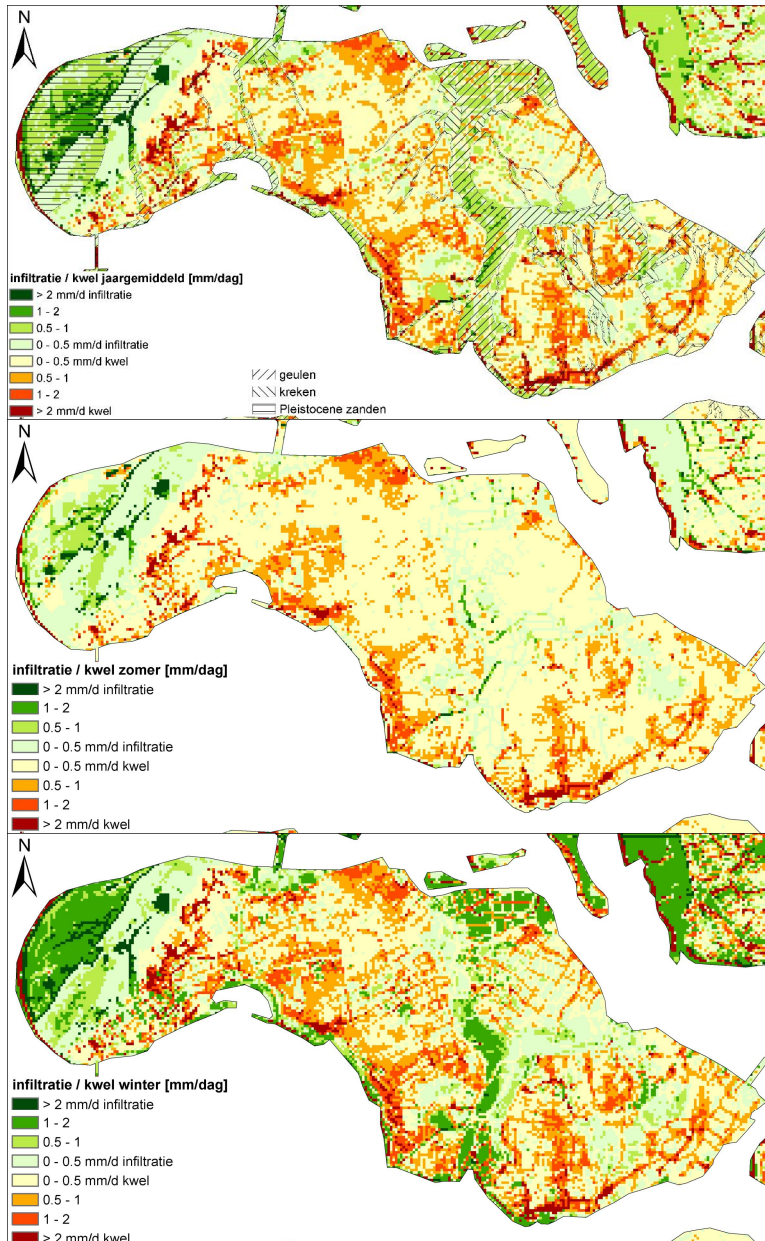 N
infiltratie / kwel jaargemiddeld [mm/dag]
> 2 mm/d infiltratie
1 - 2
0.5 - 1
0 - 0.5 mm/d infiltratie
0 - 0.5 mm/d kwel
0.5 - 1
1 - 2
> 2 mm/d kwel
geulen
kreken
Pleistocene zanden
N
infiltratie / kwel zomer [mm/dag]
> 2 mm/d infiltratie
1 - 2
0.5 - 1
0 - 0.5 mm/d infiltratie
0 - 0.5 mm/d kwel
0.5 - 1
1 - 2
> 2 mm/d kwel
N
infiltratie / kwel winter [mm/dag]
> 2 mm/d infiltratie
1 - 2
0.5 - 1
0 - 0.5 mm/d infiltratie
0 - 0.5 mm/d kwel
0.5 - 1
1 - 2
> 2 mm/d kwel